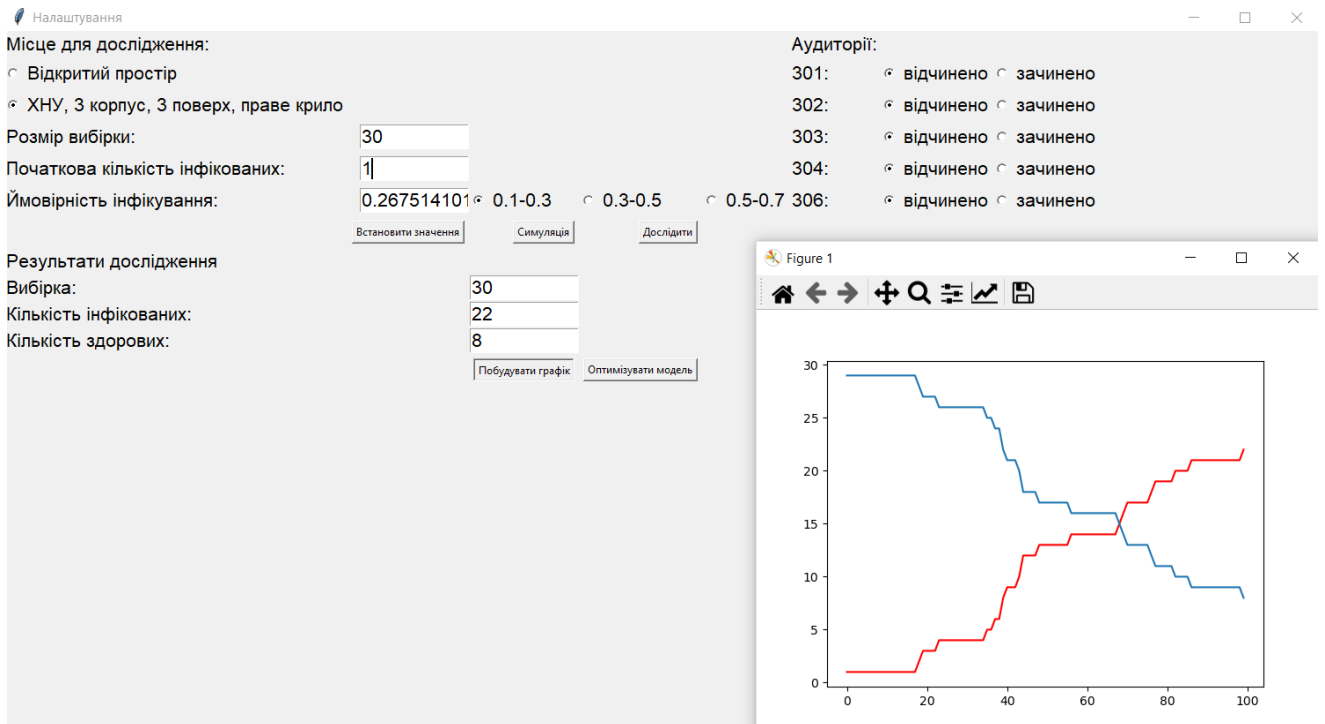 Налаштування
Місце для дослідження:
Відкритий простір
ХНУ, 3 корпус, 3 поверх, праве крило
Розмір вибірки: 30
Початкова кількість інфікованих: 1
Ймовірність інфікування: 0.267514101 0.1-0.3 0.3-0.5 0.5-0.7
Встановити значення Симуляція Дослідити
Аудиторії:
301: відчинено зачинено
302: відчинено зачинено
303: відчинено зачинено
304: відчинено зачинено
306: відчинено зачинено
Результати дослідження
Вибірка: 30
Кількість інфікованих: 22
Кількість здорових: 8
Побудувати графік Оптимізувати модель
Figure 1
30
25
20
15
10
5
0
0 20 40 60 80 100